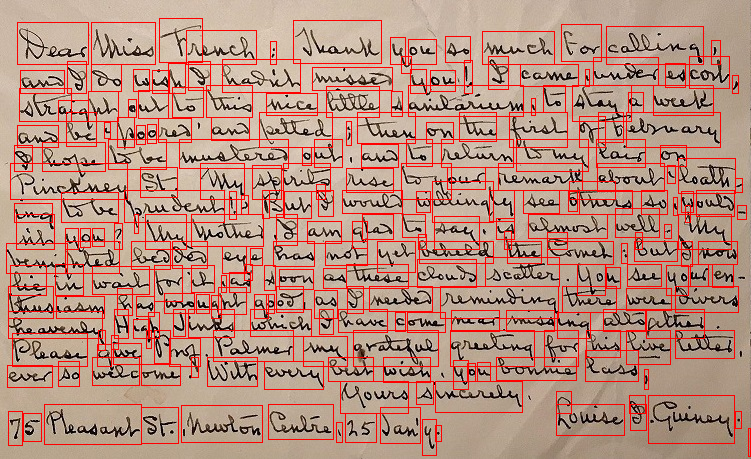 Dear Miss French: Thank you so much for calling,
and I do wish I hadn't missed you! I came, under escort,
straight out to this nice little sanitarium, to stay a week
and be 'poored' and petted; then on the first of February
I hope to be mustered out, and to return to my lair on
Pinckney St. My spirits rise to your remark about loath-
ing to be prudent! But I would willingly see others so; would-
n't you? My Mother I am glad to say, is almost well. My
benighted bedded eye has not yet beheld the Comet: but I now
lie in wait for it, as soon as these clouds scatter. You see your en-
thusiasm has wrought good, as I needed reminding there were divers
heavenly High Jinks which I have come near missing altogether.
Please give Prof. Palmer my grateful greeting for his live letter,
ever so welcome. With every best wish, you bonnie lass,
Yours sincerely,
Louise I. Guiney.
75 Pleasant St., Newton Centre, 25 Jan'y.